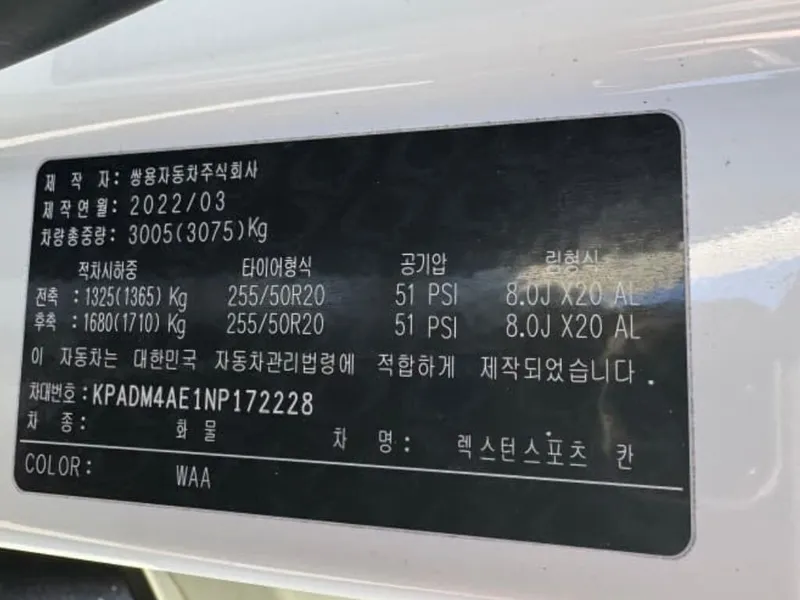 제 작 자: 쌍용자동차주식회사
제작연월: 2022/03
차량총중량: 3005(3075)Kg
적차시하중 타이어형식 공기압 림형식
전축 : 1325(1365) Kg 255/50R20 51 PSI 8.0J X20 AL
후축 : 1680(1710) Kg 255/50R20 51 PSI 8.0J X20 AL
이 자동차는 대한민국 자동차관리법령에 적합하게 제작되었습니다.
차대번호:KPADM4AE1NP172228
차 종: 화물 차 명: 렉스턴스포츠 칸
COLOR: WAA